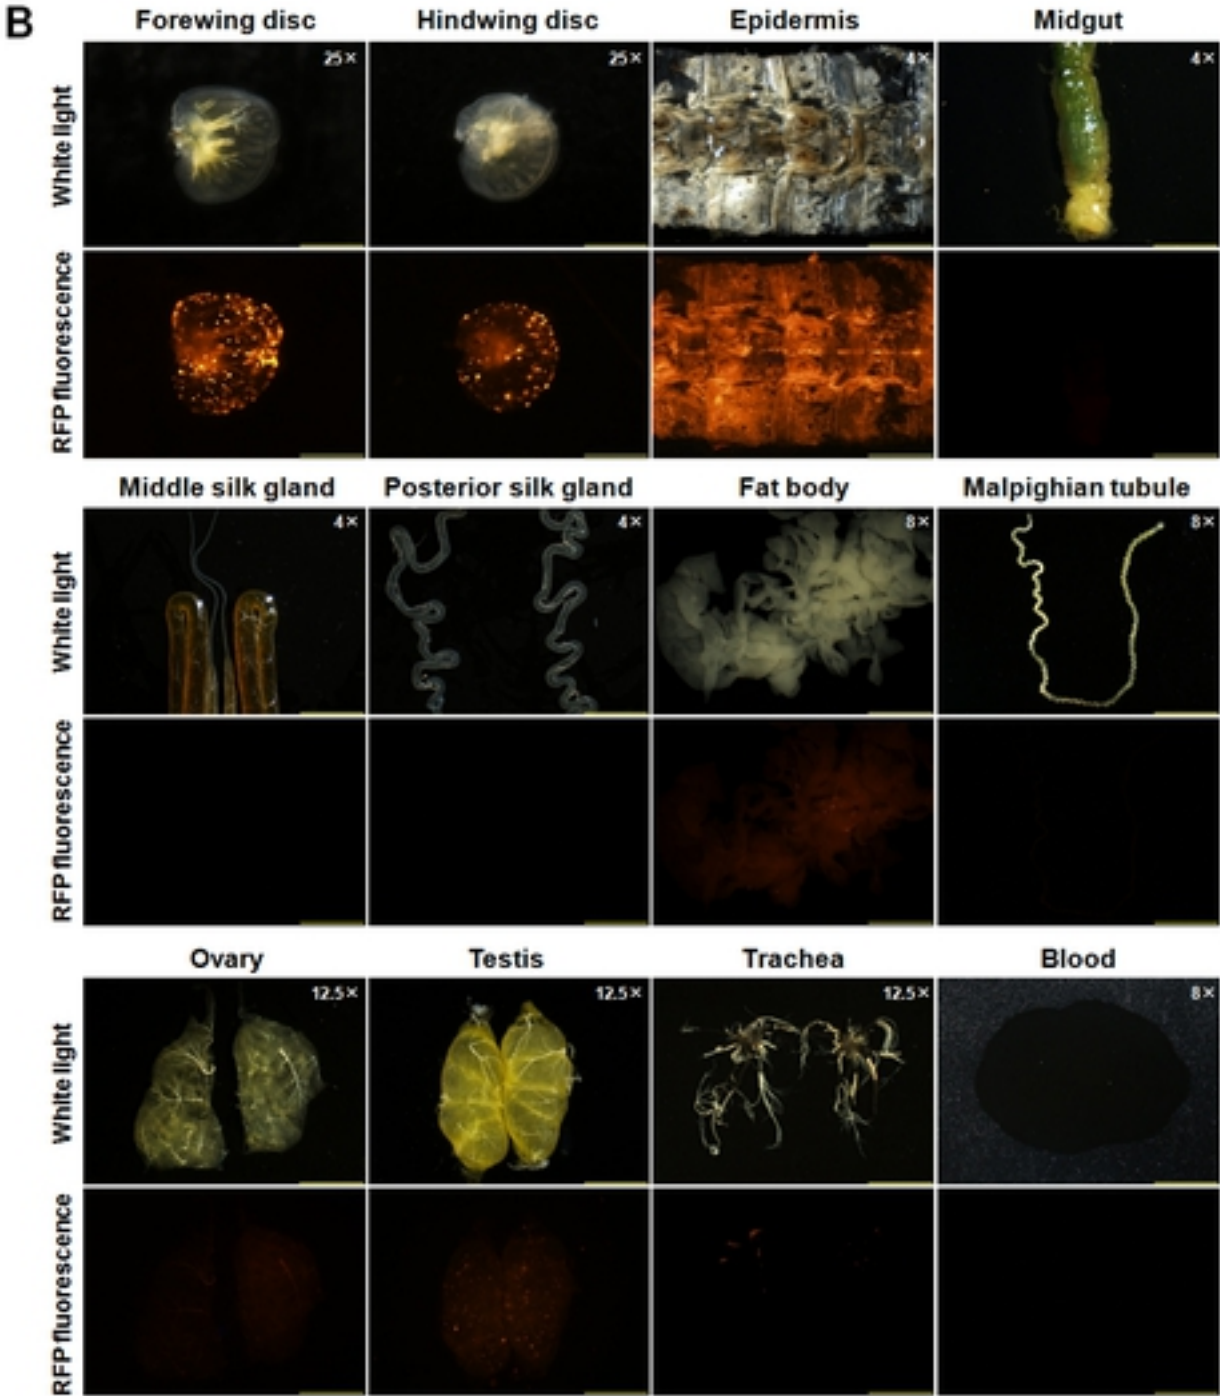 B
Forewing disc Hindwing disc Epidermis Midgut
White light 25× 25× 4× 4×
RFP fluorescence
Middle silk gland Posterior silk gland Fat body Malpighian tubule
White light 4× 4× 8× 8×
RFP fluorescence
Ovary Testis Trachea Blood
White light 12.5× 12.5× 12.5× 8×
RFP fluorescence